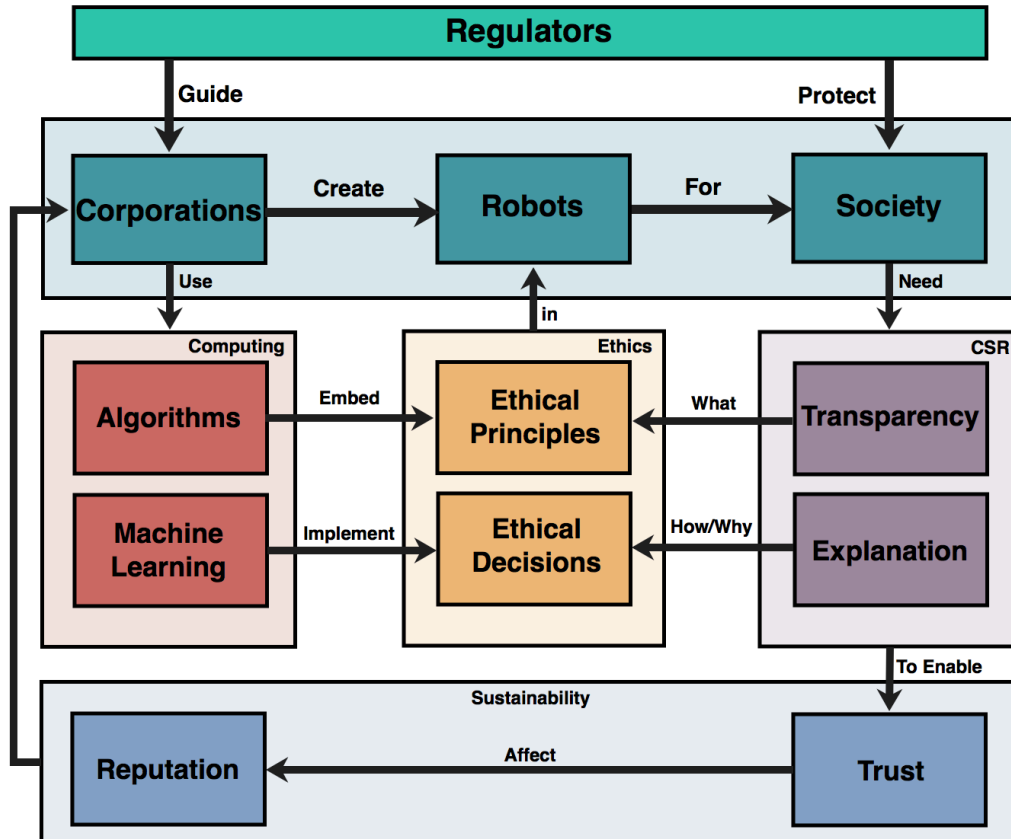 Regulators
Guide
Protect
Corporations
Create
Robots
For
Society
Use
in
Need
Computing
Ethics
CSR
Algorithms
Embed
Ethical
Principles
What
Transparency
Machine
Learning
Implement
Ethical
Decisions
How/Why
Explanation
To Enable
Sustainability
Reputation
Affect
Trust